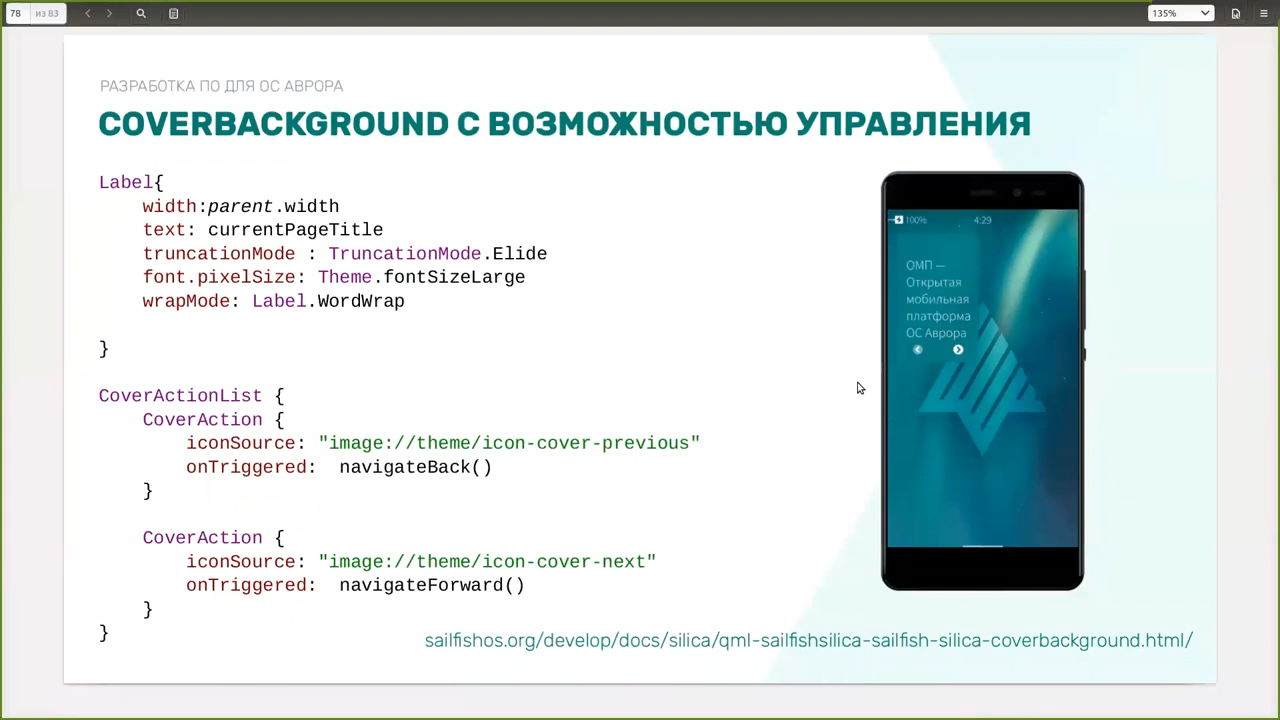 78 из 83
135%
РАЗРАБОТКА ПО ДЛЯ ОС АВРОРА
COVERBACKGROUND С ВОЗМОЖНОСТЬЮ УПРАВЛЕНИЯ
Label{
width:parent.width
text: currentPageTitle
truncationMode : TruncationMode.Elide
font.pixelSize: Theme.fontSizeLarge
wrapMode: Label.WordWrap
}
CoverActionList {
CoverAction {
iconSource: "image://theme/icon-cover-previous"
onTriggered: navigateBack()
}
CoverAction {
iconSource: "image://theme/icon-cover-next"
onTriggered: navigateForward()
}
}
100% 4:29
ОМП —
Открытая
мобильная
платформа
ОС Аврора
sailfishos.org/develop/docs/silica/qml-sailfishsilica-sailfish-silica-coverbackground.html/